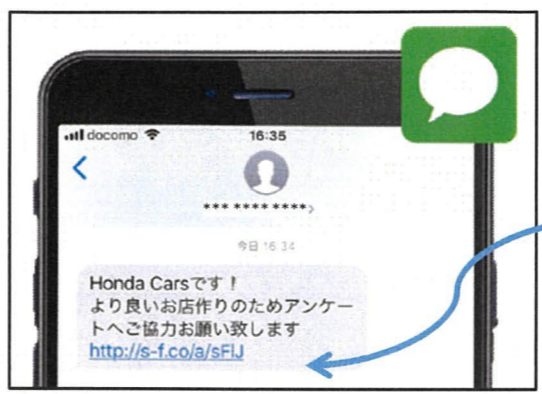 docomo
16:35
*** **** ****
今日 16:34
Honda Carsです！
より良いお店作りのためアンケー
トへご協力お願い致します
http://s-f.co/a/sFlJ